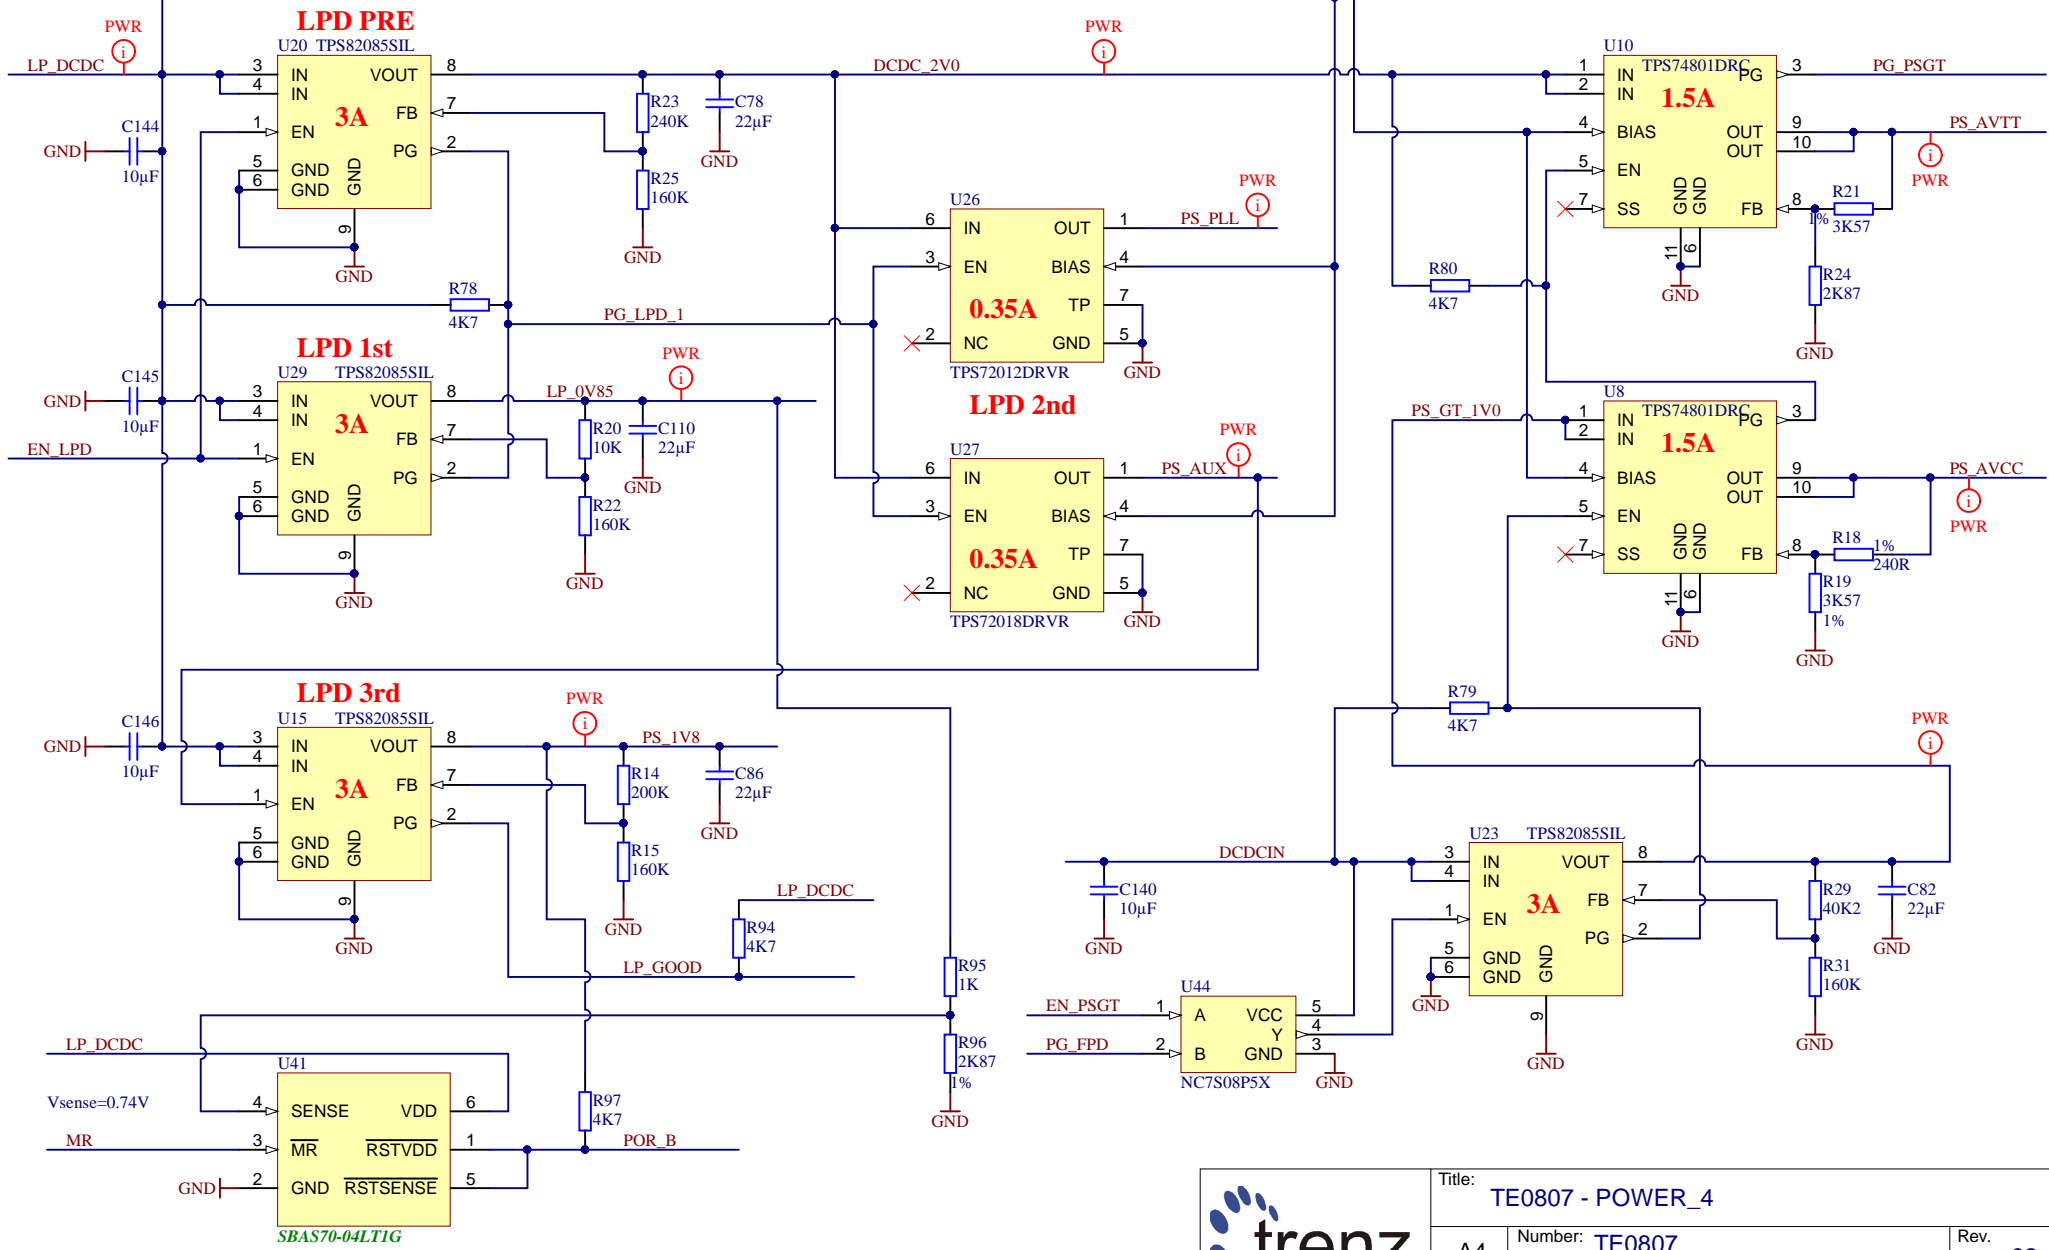 LPD PRE
U20 TPS82085SIL
PWR
LP_DCDC
3 IN VOUT 8
4 IN
3A
FB 7
1 EN
PG 2
5 GND
6 GND
GND
9
GND
C144
GND
10µF
R23
240K
C78
22µF
GND
R25
160K
GND
DCDC_2V0
PWR
R78
4K7
PG_LPD_1
LPD 1st
U29 TPS82085SIL
C145
GND
10µF
3 IN VOUT 8
4 IN
3A
FB 7
EN_LPD
1 EN
PG 2
5 GND
6 GND
GND
9
GND
LP_0V85
PWR
R20
10K
C110
22µF
GND
R22
160K
GND
U26
6 IN OUT 1
3 EN BIAS 4
0.35A
TP 7
2 NC GND 5
TPS72012DRVR
GND
PS_PLL
PWR
LPD 2nd
U27
6 IN OUT 1
3 EN BIAS 4
0.35A
TP 7
2 NC GND 5
TPS72018DRVR
GND
PS_AUX
PWR
U10
TPS74801DRC
1 IN PG 3
2 IN
1.5A
4 BIAS OUT 9
OUT 10
5 EN
7 SS FB 8
GND
GND
11
6
GND
PG_PSGT
PS_AVTT
PWR
R21
1%
3K57
R24
2K87
GND
R80
4K7
U8
TPS74801DRC
PS_GT_1V0
1 IN PG 3
2 IN
1.5A
4 BIAS OUT 9
OUT 10
5 EN
7 SS FB 8
GND
GND
11
6
GND
PS_AVCC
PWR
R18
1%
240R
R19
3K57
1%
GND
R79
4K7
PWR
LPD 3rd
U15 TPS82085SIL
C146
GND
10µF
3 IN VOUT 8
4 IN
3A
FB 7
1 EN
PG 2
5 GND
6 GND
GND
9
GND
PWR
PS_1V8
R14
200K
C86
22µF
GND
R15
160K
GND
LP_DCDC
R94
4K7
LP_GOOD
R95
1K
R96
2K87
1%
GND
DCDCIN
C140
10µF
GND
U23 TPS82085SIL
3 IN VOUT 8
4 IN
3A
FB 7
1 EN
PG 2
5 GND
6 GND
GND
GND
9
GND
R29
40K2
C82
22µF
GND
R31
160K
GND
U44
EN_PSGT
1 A VCC 5
Y 4
PG_FPD
2 B GND 3
NC7S08P5X
GND
LP_DCDC
U41
Vsense=0.74V
4 SENSE VDD 6
MR
3 MR RSTVDD 1
GND
2 GND RSTSENSE 5
SBAS70-04LT1G
R97
4K7
POR_B
trenz
Title:
TE0807 - POWER_4
A4
Number: TE0807
Rev.